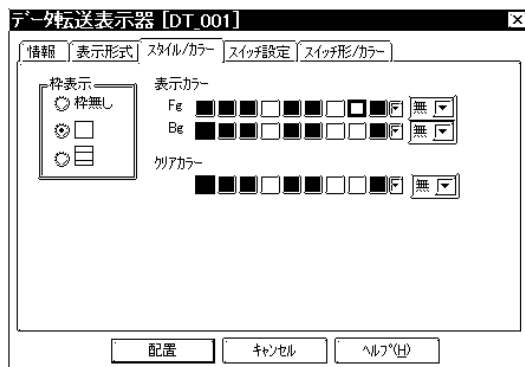 データ転送表示器 [DT_001]
情報 表示形式 スタイル/カラー スイッチ設定 スイッチ形/カラー
枠表示
枠無し
表示カラー
Fg 無
Bg 無
クリアカラー
無
配置 キャンセル ヘルプ(H)